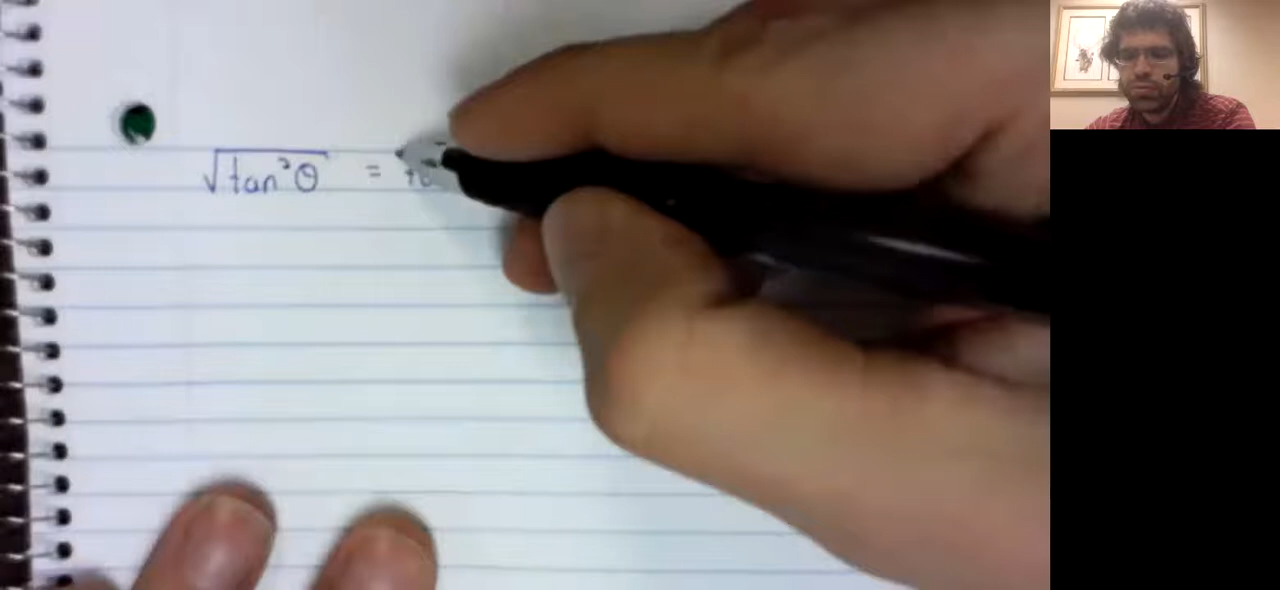 √tan²θ =